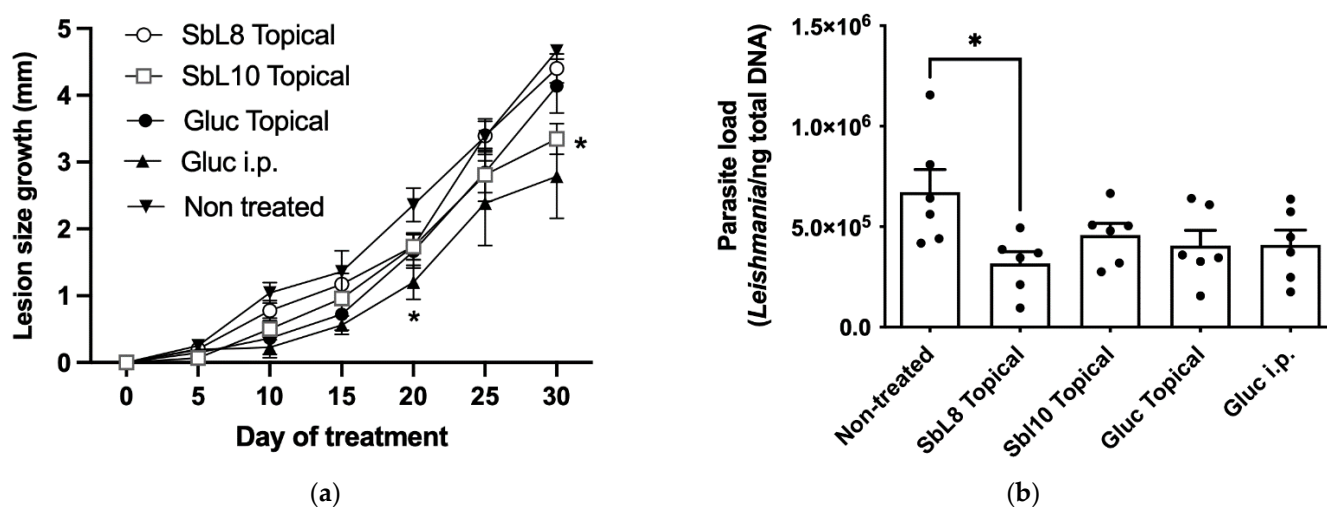 5
4
3
2
1
0
Lesion size growth (mm)
SbL8 Topical
SbL10 Topical
Gluc Topical
Gluc i.p.
Non treated
*
*
0 5 10 15 20 25 30
Day of treatment
(a)
1.5×10⁶
1.0×10⁶
5.0×10⁵
0.0
Parasite load
(Leishmania/ng total DNA)
*
Non-treated
SbL8 Topical
Sbl10 Topical
Gluc Topical
Gluc i.p.
(b)